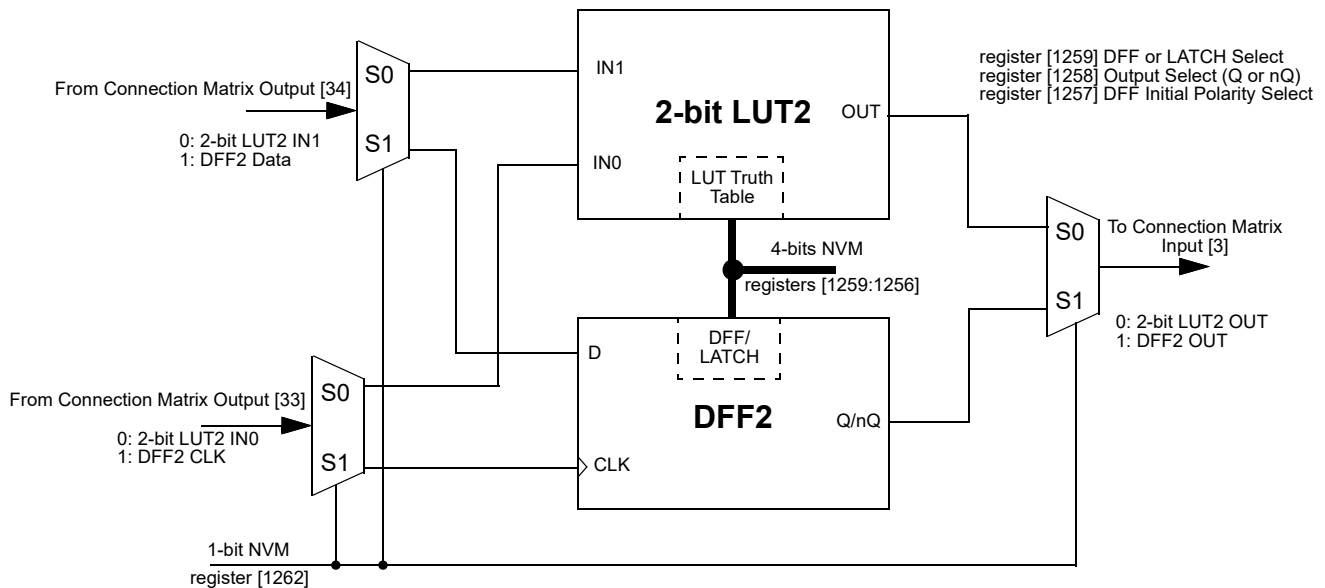 From Connection Matrix Output [34]
0: 2-bit LUT2 IN1
1: DFF2 Data
S0
S1
IN1
IN0
2-bit LUT2
OUT
LUT Truth
Table
register [1259] DFF or LATCH Select
register [1258] Output Select (Q or nQ)
register [1257] DFF Initial Polarity Select
4-bits NVM
registers [1259:1256]
S0
S1
To Connection Matrix
Input [3]
0: 2-bit LUT2 OUT
1: DFF2 OUT
From Connection Matrix Output [33]
0: 2-bit LUT2 IN0
1: DFF2 CLK
S0
S1
D
DFF/
LATCH
DFF2
Q/nQ
CLK
1-bit NVM
register [1262]